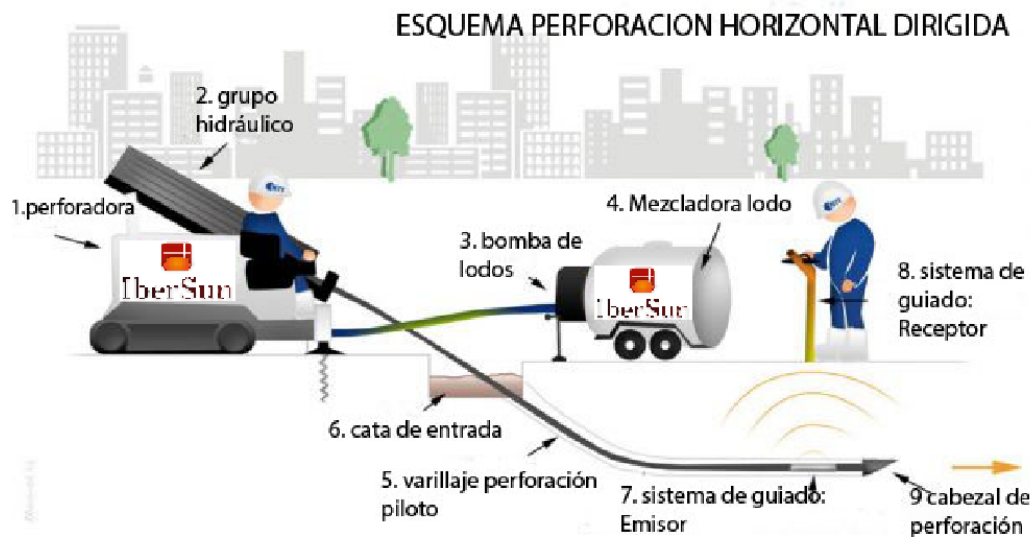 ESQUEMA PERFORACION HORIZONTAL DIRIGIDA
2. grupo
hidráulico
1.perforadora
3. bomba de
lodos
4. Mezcladora lodo
8. sistema de
guiado:
Receptor
IberSun
IberSun
6. cata de entrada
5. varillaje perforación
piloto
7. sistema de guiado:
Emisor
9 cabezal de
perforación